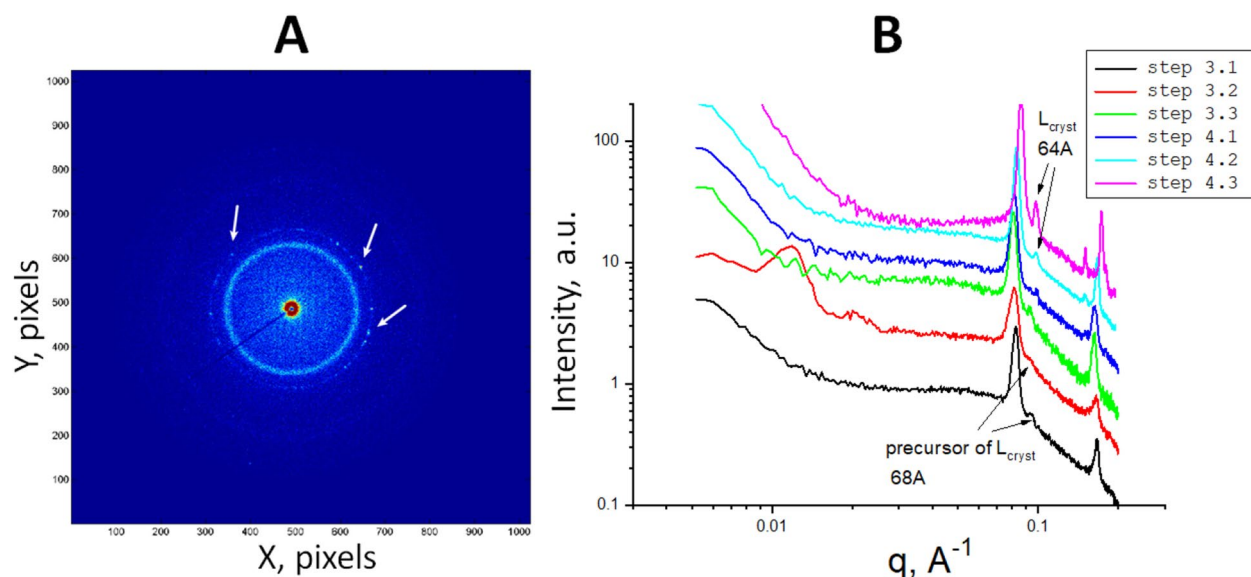 A
B
1000
900
800
700
600
500
400
300
200
100
100 200 300 400 500 600 700 800 900 1000
Y, pixels
X, pixels
step 3.1
step 3.2
step 3.3
step 4.1
step 4.2
step 4.3
100
10
1
0.1
0.01 0.1
Intensity, a.u.
q, A⁻¹
Lcryst
64A
precursor of Lcryst
68A